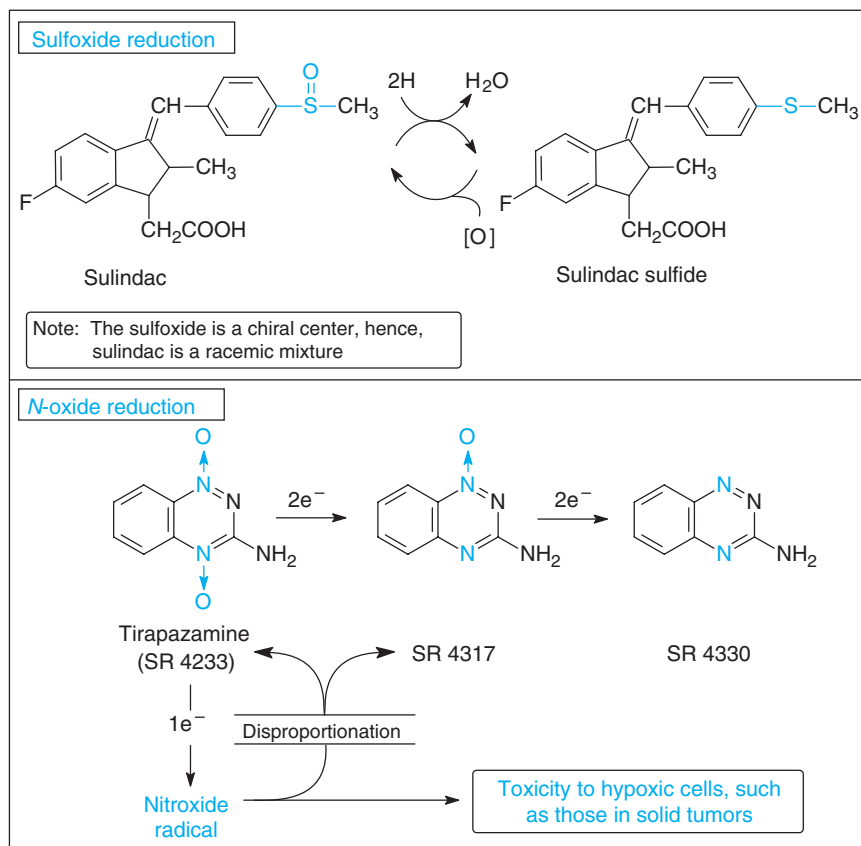 Sulfoxide reduction
O
S
CH₃
CH
CH₃
F
CH₂COOH
Sulindac
2H
H₂O
[O]
CH
S
CH₃
CH₃
F
CH₂COOH
Sulindac sulfide
Note: The sulfoxide is a chiral center, hence,
sulindac is a racemic mixture
N-oxide reduction
O
N
N
N
NH₂
O
Tirapazamine
(SR 4233)
2e⁻
O
N
N
N
NH₂
SR 4317
2e⁻
N
N
N
NH₂
SR 4330
1e⁻
Disproportionation
Nitroxide
radical
Toxicity to hypoxic cells, such
as those in solid tumors